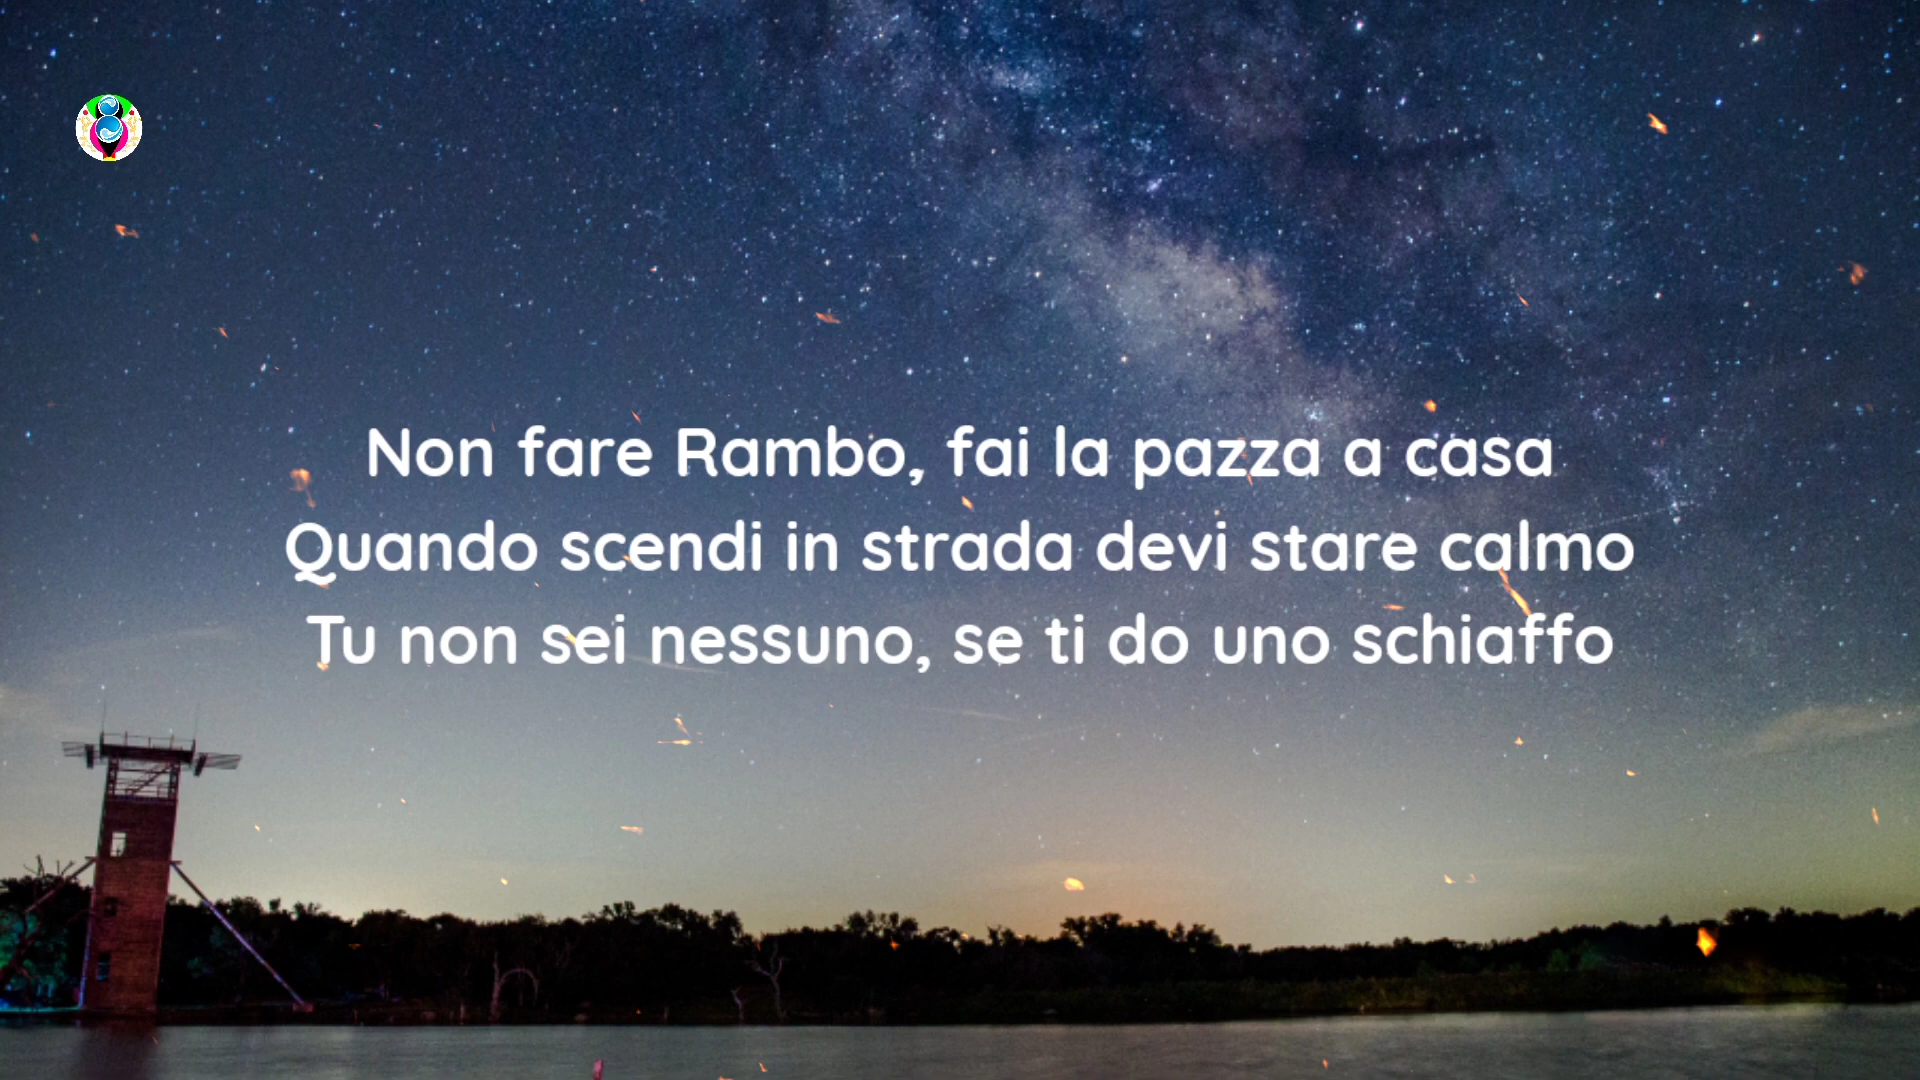 Non fare Rambo, fai la pazza a casa
Quando scendi in strada devi stare calmo
Tu non sei nessuno, se ti do uno schiaffo